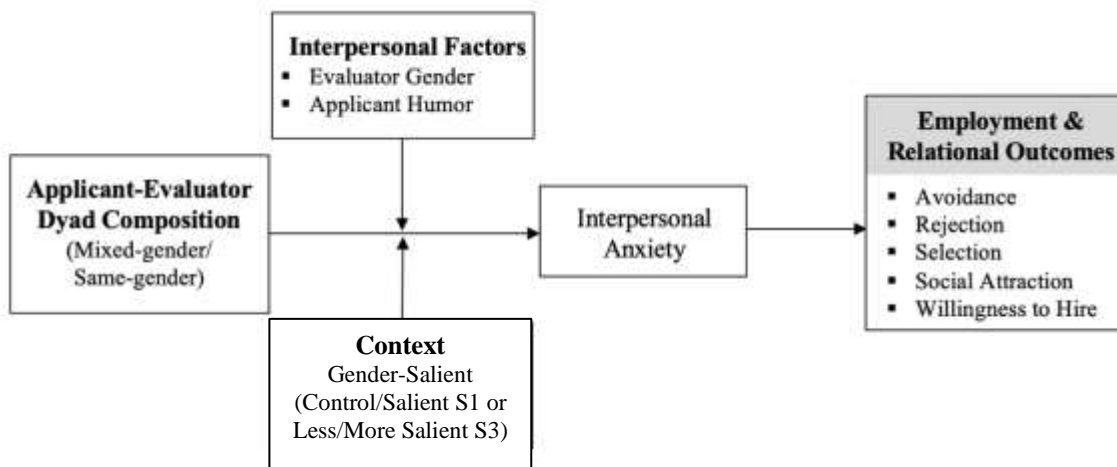 Interpersonal Factors
▪ Evaluator Gender
▪ Applicant Humor
Applicant-Evaluator
Dyad Composition
(Mixed-gender/
Same-gender)
Interpersonal
Anxiety
Employment &
Relational Outcomes
▪ Avoidance
▪ Rejection
▪ Selection
▪ Social Attraction
▪ Willingness to Hire
Context
Gender-Salient
(Control/Salient S1 or
Less/More Salient S3)